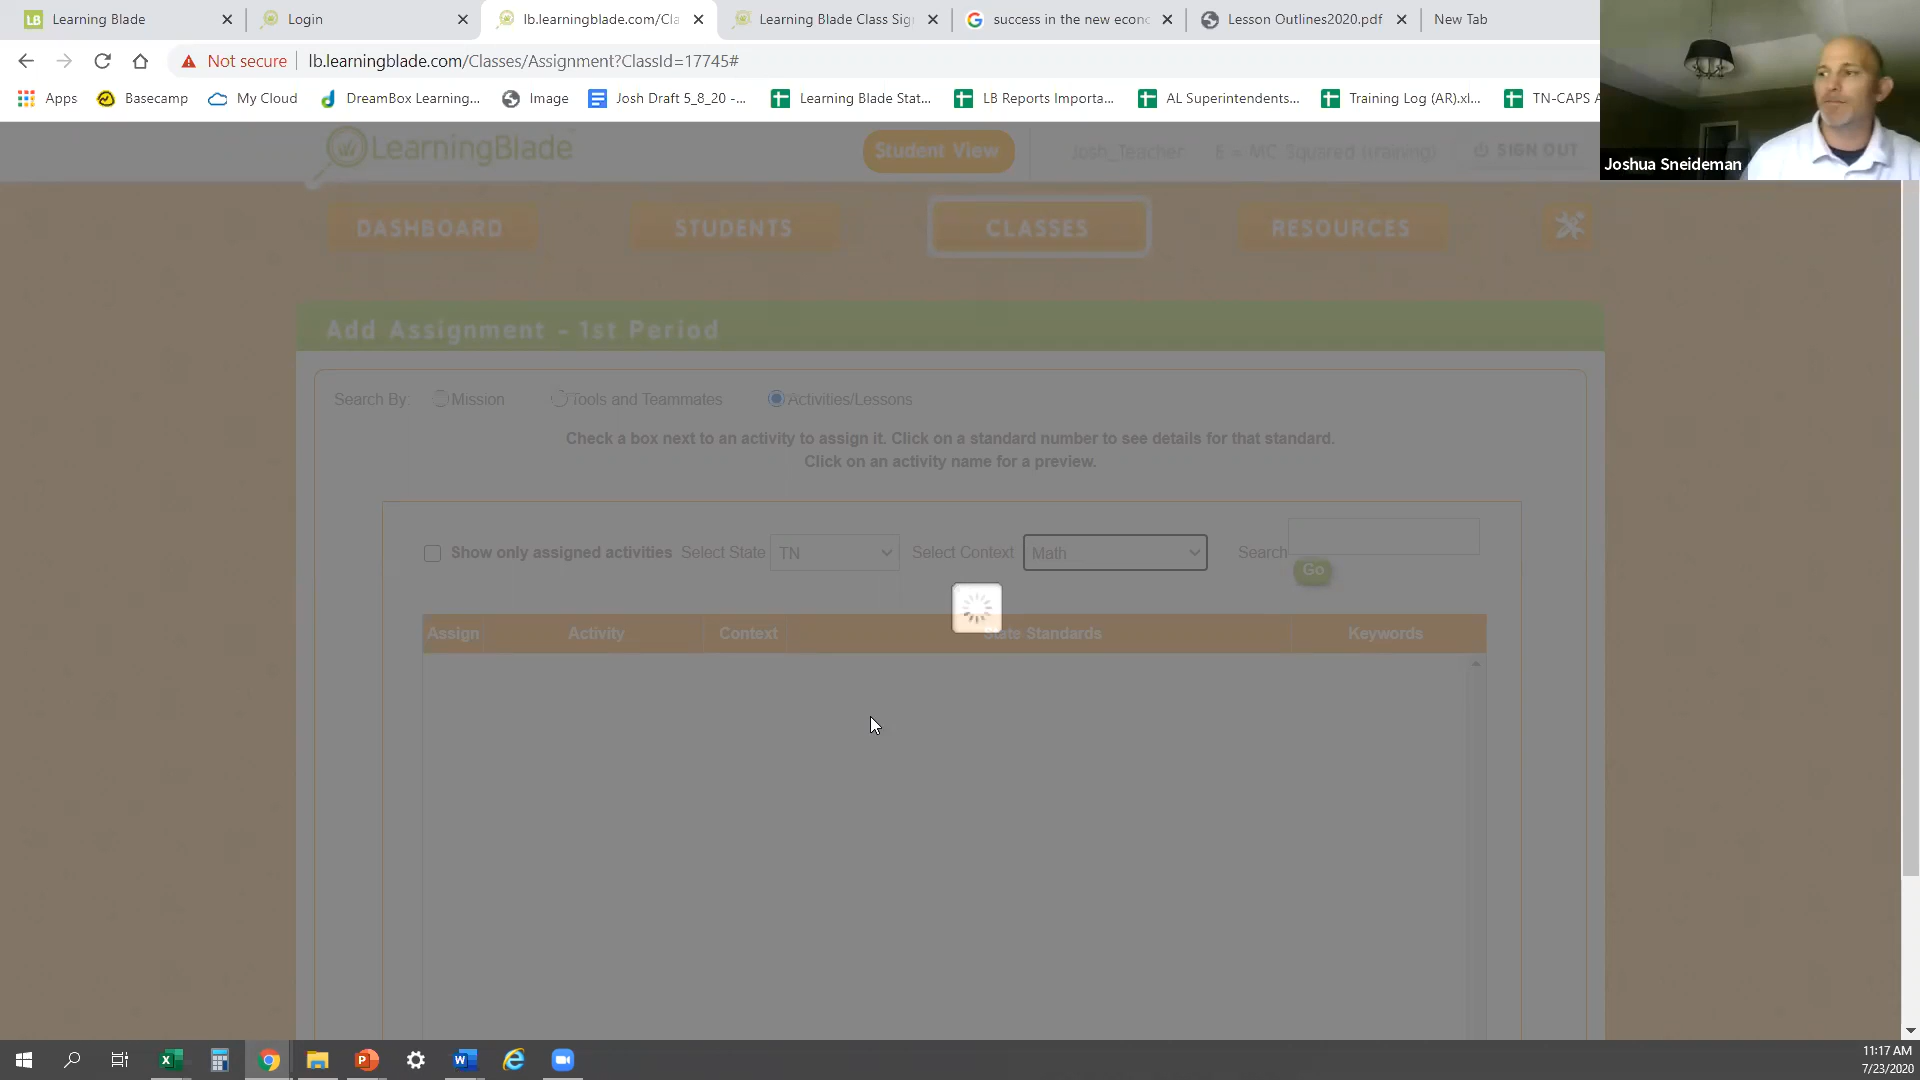 Learning Blade
Login
lb.learningblade.com/Cla
Learning Blade Class Sig
success in the new econo
Lesson Outlines2020.pdf
New Tab
Not secure
lb.learningblade.com/Classes/Assignment?ClassId=17745#
Apps
Basecamp
My Cloud
DreamBox Learning...
Image
Josh Draft 5_8_20 -...
Learning Blade Stat...
LB Reports Importa...
AL Superintendents...
Training Log (AR).xl...
TN-CAPS A
Joshua Sneideman
LearningBlade
Student View
Josh_Teacher
E = MC Squared (training)
SIGN OUT
DASHBOARD
STUDENTS
CLASSES
RESOURCES
Add Assignment - 1st Period
Search By:
Mission
Tools and Teammates
Activities/Lessons
Check a box next to an activity to assign it. Click on a standard number to see details for that standard.
Click on an activity name for a preview.
Show only assigned activities
Select State
TN
Select Context
Math
Search
Go
Assign
Activity
Context
State Standards
Keywords
11:17 AM
7/23/2020